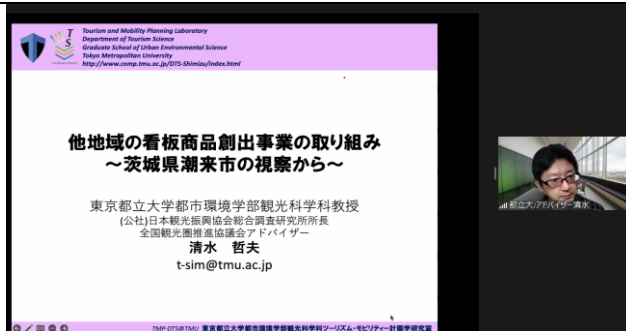 Tourism and Mobility Planning Laboratory
Department of Tourism Science
Graduate School of Urban Environmental Science
Tokyo Metropolitan University
http://www.comp.tmu.ac.jp/DTS-Shimizu/index.html
T
S
他地域の看板商品創出事業の取り組み
～茨城県潮来市の視察から～
東京都立大学都市環境学部観光科学科教授
(公社)日本観光振興協会総合調査研究所所長
全国観光圏推進協議会アドバイザー
清水 哲夫
t-sim@tmu.ac.jp
都立大/アドバイザー清水
TMP-DTS@TMU 東京都立大学都市環境学部観光科学科ツーリズム・モビリティー計画学研究室